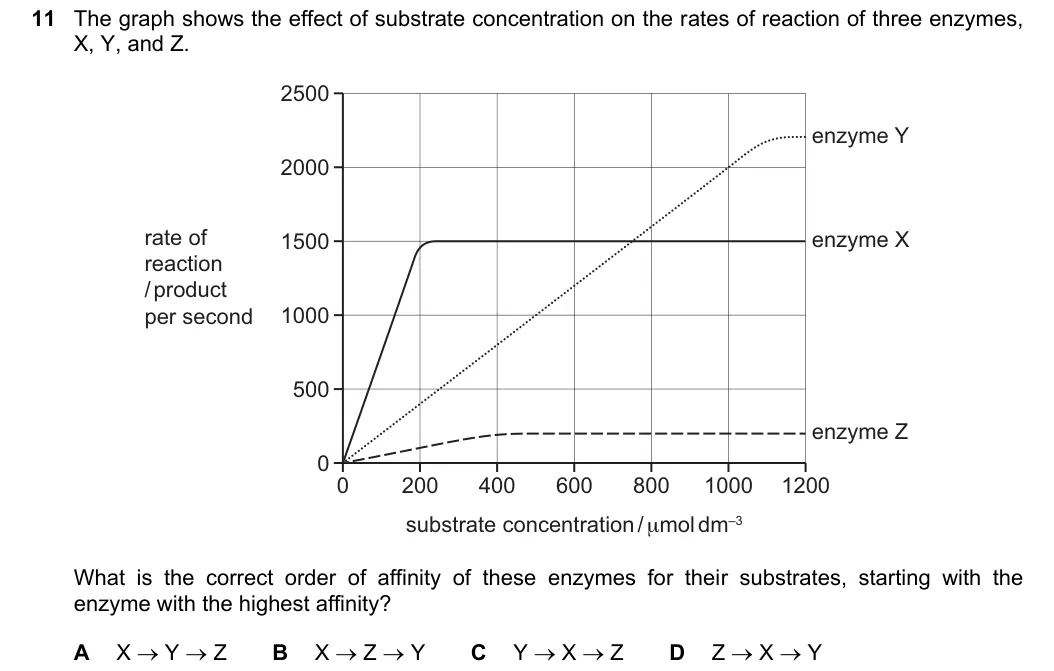 11 The graph shows the effect of substrate concentration on the rates of reaction of three enzymes,
X, Y, and Z.
2500
2000
1500
1000
500
0
rate of
reaction
/ product
per second
enzyme Y
enzyme X
enzyme Z
0 200 400 600 800 1000 1200
substrate concentration / μmol dm⁻³
What is the correct order of affinity of these enzymes for their substrates, starting with the
enzyme with the highest affinity?
A X → Y → Z B X → Z → Y C Y → X → Z D Z → X → Y